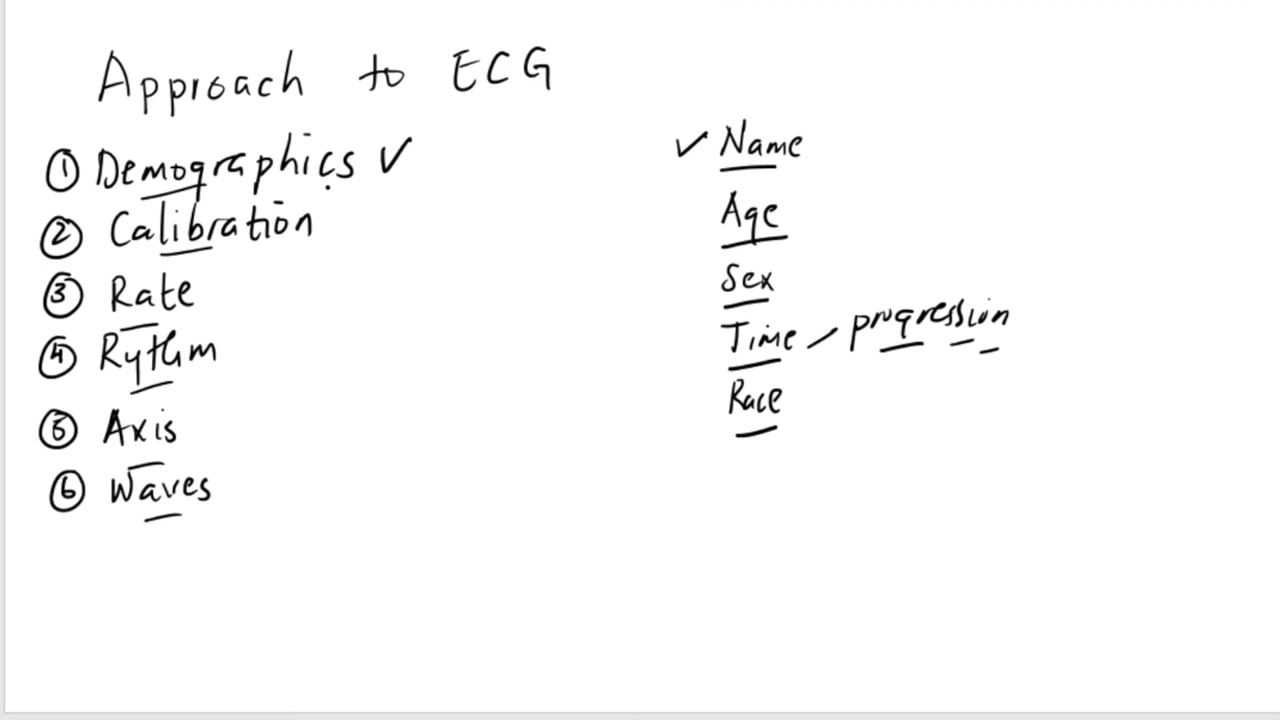 Approach to ECG
① Demographics ✓
② Calibration
③ Rate
④ Rythm
⑤ Axis
⑥ Waves
✓ Name
Age
Sex
Time / progression
Race